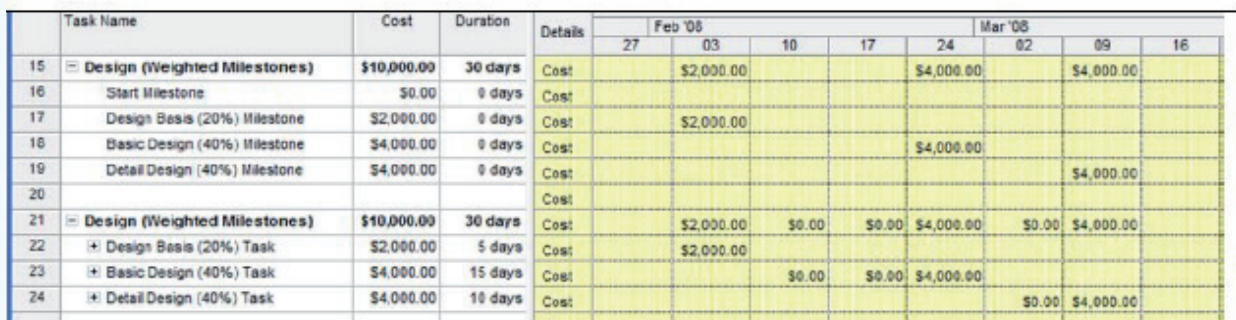 Task Name Cost Duration Details Feb '08 Mar '08
27 03 10 17 24 02 09 16
15 Design (Weighted Milestones) $10,000.00 30 days Cost $2,000.00 $4,000.00 $4,000.00
16 Start Milestone $0.00 0 days Cost
17 Design Basis (20%) Milestone $2,000.00 0 days Cost $2,000.00
18 Basic Design (40%) Milestone $4,000.00 0 days Cost $4,000.00
19 Detail Design (40%) Milestone $4,000.00 0 days Cost $4,000.00
20 Cost
21 Design (Weighted Milestones) $10,000.00 30 days Cost $2,000.00 $0.00 $0.00 $4,000.00 $0.00 $4,000.00
22 Design Basis (20%) Task $2,000.00 5 days Cost $2,000.00
23 Basic Design (40%) Task $4,000.00 15 days Cost $0.00 $0.00 $4,000.00
24 Detail Design (40%) Task $4,000.00 10 days Cost $0.00 $4,000.00